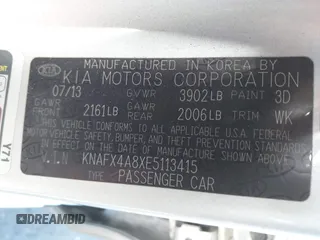 MANUFACTURED IN KOREA BY
KIA KIA MOTORS CORPORATION
07/13 GVWR 3902LB PAINT 3D
GAWR FRONT 2161LB GAWR REAR 2006LB TRIM WK
THIS VEHICLE CONFORMS TO ALL APPLICABLE FEDERAL
MOTOR VEHICLE SAFETY, BUMPER, AND THEFT PREVENTION STANDARDS
IN EFFECT ON THE DATE OF MANUFACTURE SHOWN ABOVE.
V.I.N KNAFX4A8XE5113415
TYPE: PASSENGER CAR
YT1
DREAMBID